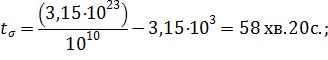 t_σ = (3,15·10^23) / 10^10 − 3,15·10^3 = 58 хв.20с.;